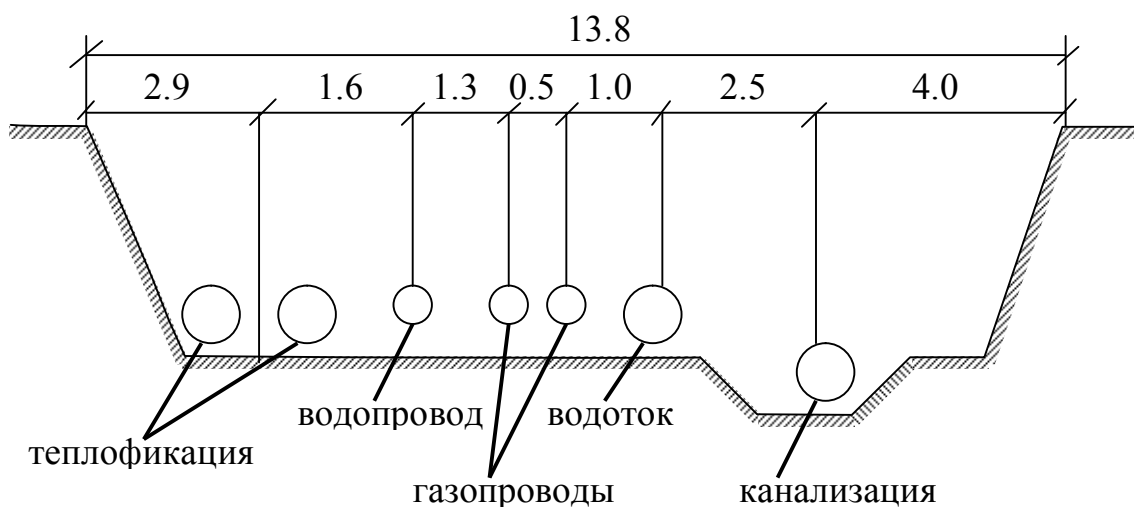 13.8
2.9 1.6 1.3 0.5 1.0 2.5 4.0
водопровод водоток
теплофикация
газопроводы канализация